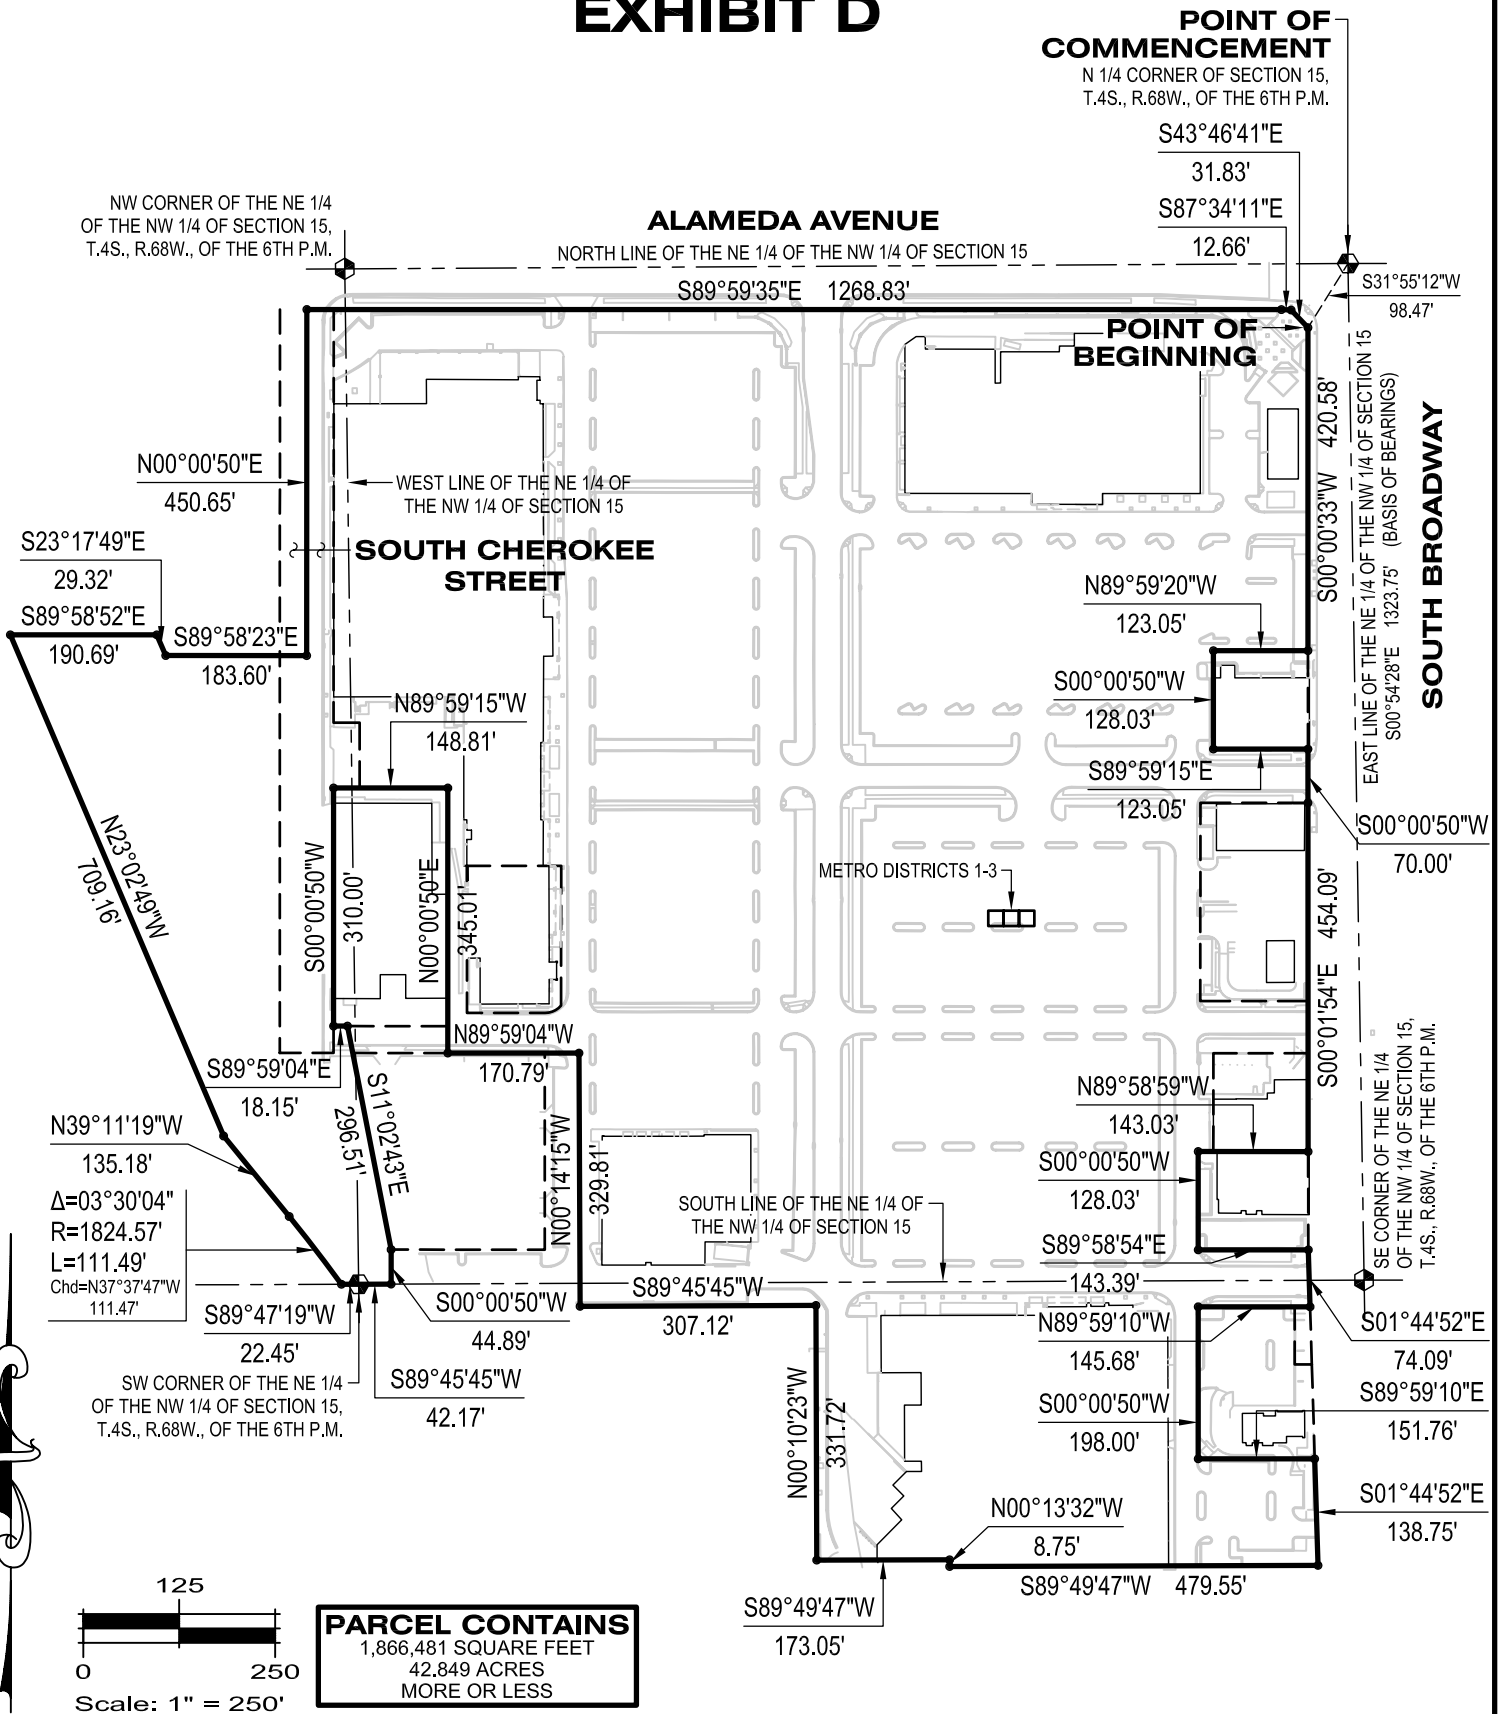 EXHIBIT D
POINT OF
COMMENCEMENT
N 1/4 CORNER OF SECTION 15,
T.4S., R.68W., OF THE 6TH P.M.
S43°46'41"E
31.83'
S87°34'11"E
12.66'
NW CORNER OF THE NE 1/4
OF THE NW 1/4 OF SECTION 15,
T.4S., R.68W., OF THE 6TH P.M.
ALAMEDA AVENUE
NORTH LINE OF THE NE 1/4 OF THE NW 1/4 OF SECTION 15
S89°59'35"E 1268.83'
S31°55'12"W
98.47'
POINT OF
BEGINNING
S00°00'33"W 420.58'
EAST LINE OF THE NE 1/4 OF THE NW 1/4 OF SECTION 15
S00°54'28"E 1323.75' (BASIS OF BEARINGS)
SOUTH BROADWAY
N00°00'50"E
450.65'
WEST LINE OF THE NE 1/4 OF
THE NW 1/4 OF SECTION 15
SOUTH CHEROKEE
STREET
S23°17'49"E
29.32'
S89°58'52"E
190.69'
S89°58'23"E
183.60'
N89°59'20"W
123.05'
S00°00'50"W
128.03'
N89°59'15"W
148.81'
S89°59'15"E
123.05'
S00°00'50"W
70.00'
N23°02'49"W
709.16'
S00°00'50"W
310.00'
N00°00'50"E
345.01'
METRO DISTRICTS 1-3
S00°01'54"E 454.09'
N89°59'04"W
170.79'
S89°59'04"E
18.15'
S11°02'43"E
296.51'
N89°58'59"W
143.03'
SE CORNER OF THE NE 1/4
OF THE NW 1/4 OF SECTION 15,
T.4S., R.68W., OF THE 6TH P.M.
N39°11'19"W
135.18'
N00°14'15"W
329.81'
S00°00'50"W
128.03'
Δ=03°30'04"
R=1824.57'
L=111.49'
Chd=N37°37'47"W
111.47'
SOUTH LINE OF THE NE 1/4 OF
THE NW 1/4 OF SECTION 15
S89°58'54"E
143.39'
S89°45'45"W
307.12'
S00°00'50"W
44.89'
S89°47'19"W
22.45'
N89°59'10"W
145.68'
S01°44'52"E
74.09'
SW CORNER OF THE NE 1/4
OF THE NW 1/4 OF SECTION 15,
T.4S., R.68W., OF THE 6TH P.M.
S89°45'45"W
42.17'
N00°10'23"W
331.72'
S00°00'50"W
198.00'
S89°59'10"E
151.76'
S01°44'52"E
138.75'
N00°13'32"W
8.75'
S89°49'47"W 479.55'
S89°49'47"W
173.05'
125
0 250
Scale: 1" = 250'
PARCEL CONTAINS
1,866,481 SQUARE FEET
42.849 ACRES
MORE OR LESS